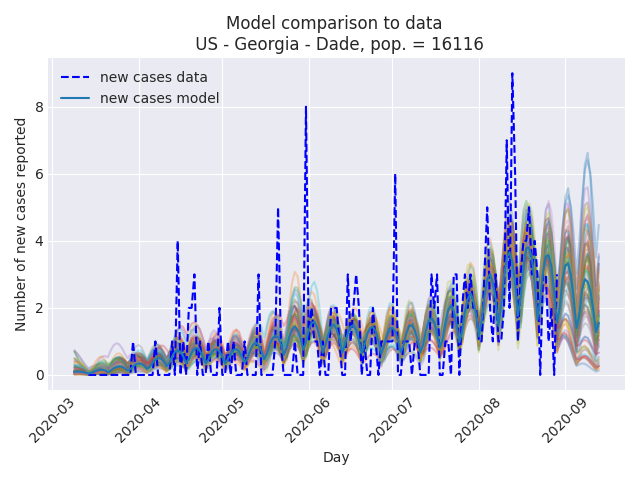 Model comparison to data
US - Georgia - Dade, pop. = 16116
new cases data
new cases model
Number of new cases reported
8
6
4
2
0
2020-03
2020-04
2020-05
2020-06
2020-07
2020-08
2020-09
Day